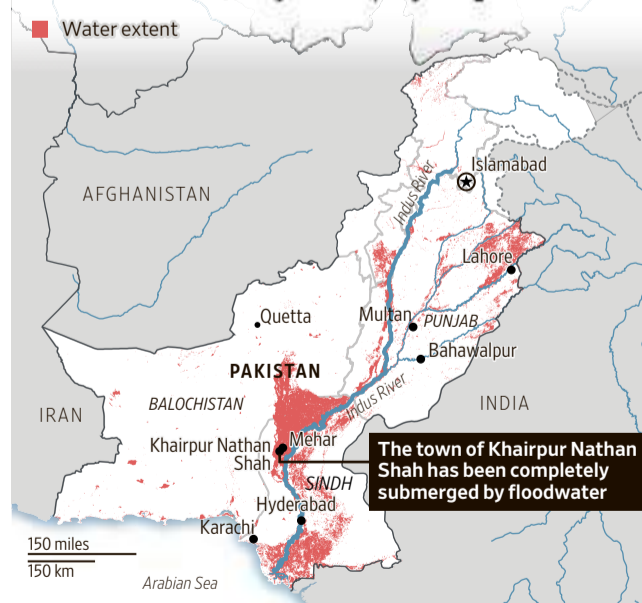 Water extent
Islamabad
Indus River
AFGHANISTAN
Lahore
Quetta
Multan
PUNJAB
Bahawalpur
PAKISTAN
Indus River
BALOCHISTAN
IRAN
INDIA
Khairpur Nathan
Shah
Mehar
The town of Khairpur Nathan
Shah has been completely
submerged by floodwater
SINDH
Hyderabad
Karachi
150 miles
150 km
Arabian Sea